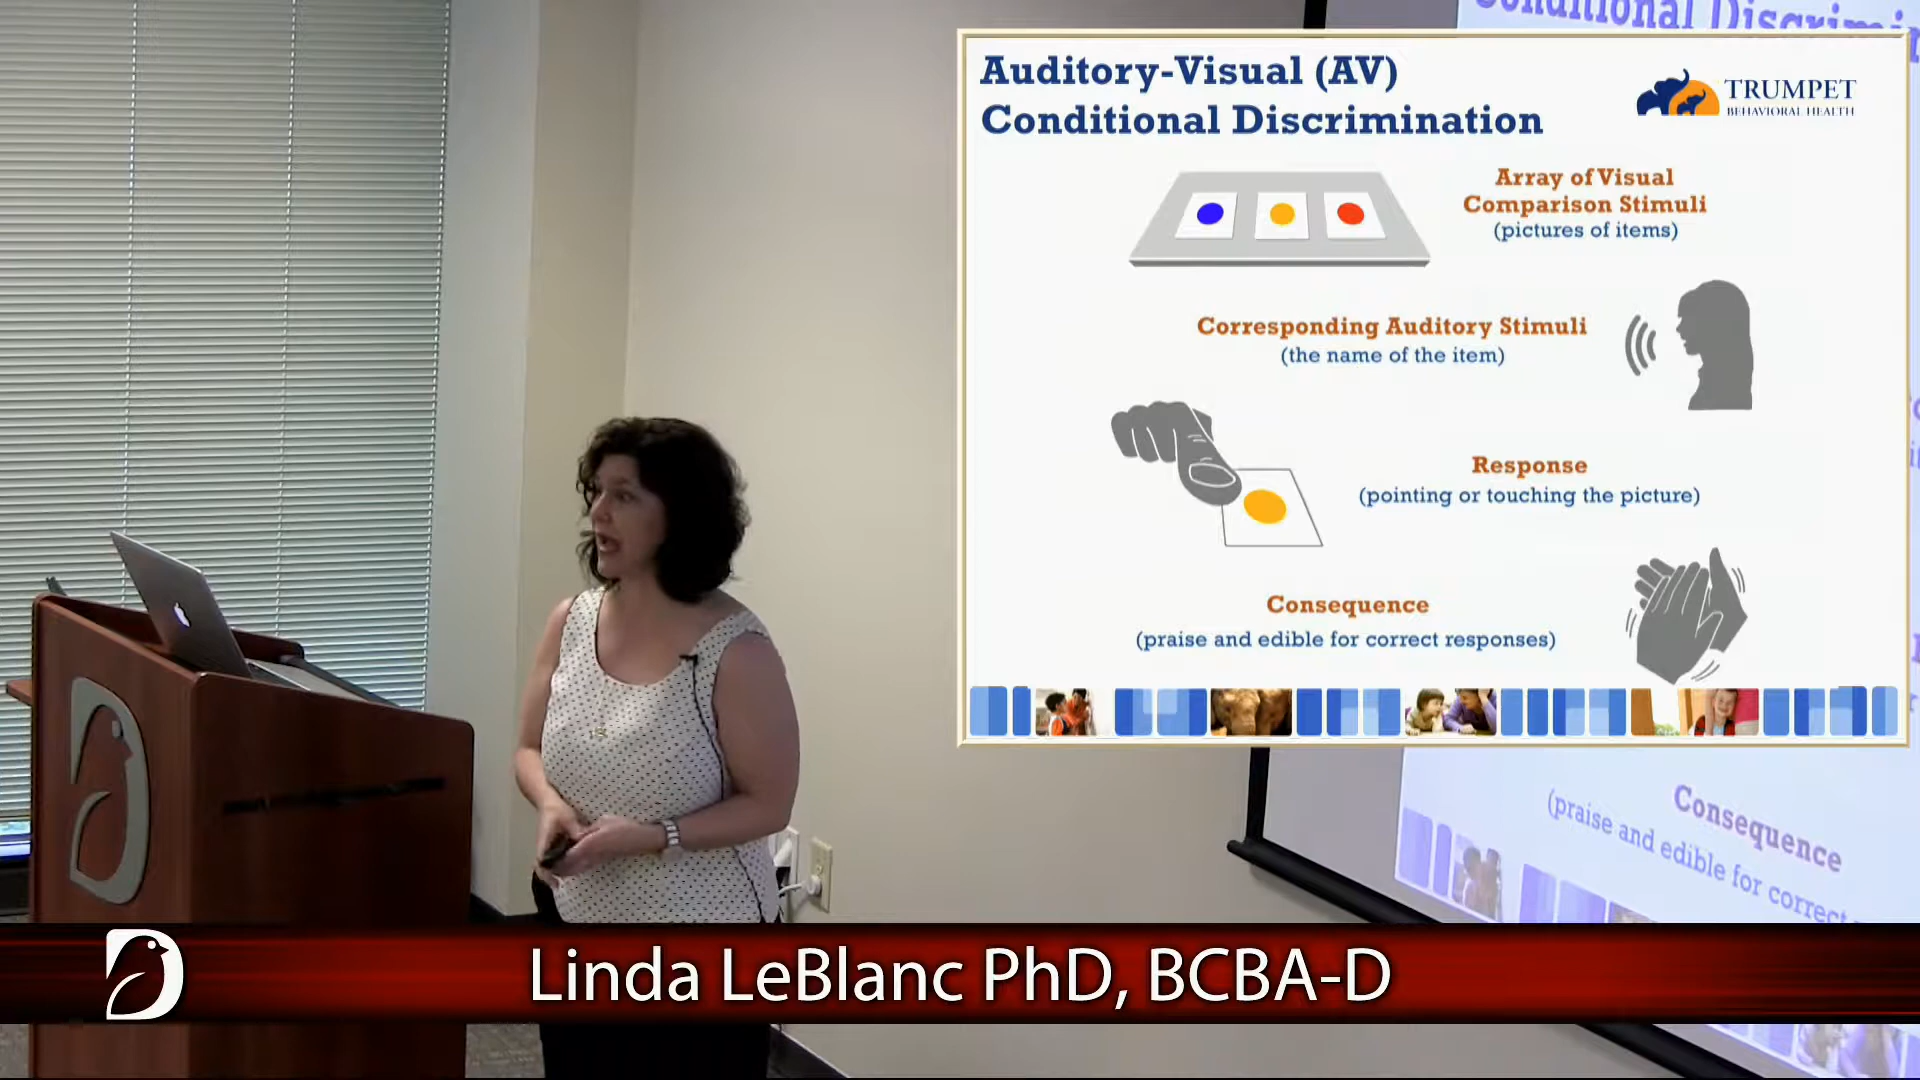 Auditory-Visual (AV)
Conditional Discrimination
TRUMPET
BEHAVIORAL HEALTH
Array of Visual
Comparison Stimuli
(pictures of items)
Corresponding Auditory Stimuli
(the name of the item)
Response
(pointing or touching the picture)
Consequence
(praise and edible for correct responses)
Conditional
Consequence
(praise and edible for correct
Linda LeBlanc PhD, BCBA-D